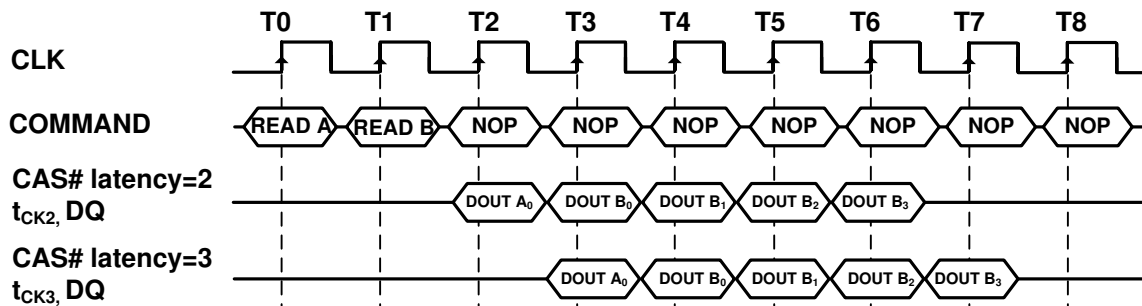 T0 T1 T2 T3 T4 T5 T6 T7 T8
CLK
COMMAND READ A READ B NOP NOP NOP NOP NOP NOP NOP
CAS# latency=2
tCK2, DQ DOUT A0 DOUT B0 DOUT B1 DOUT B2 DOUT B3
CAS# latency=3
tCK3, DQ DOUT A0 DOUT B0 DOUT B1 DOUT B2 DOUT B3